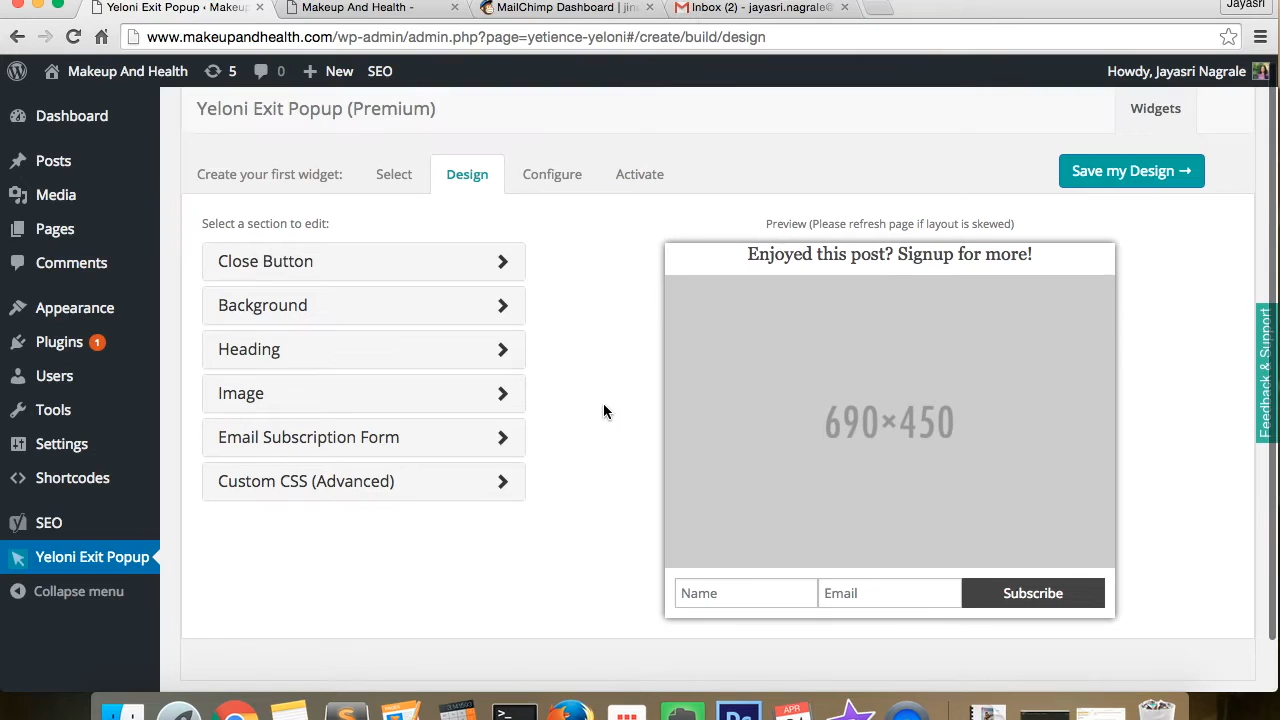 Yeloni Exit Popup ‹ Makeup
Makeup And Health -
MailChimp Dashboard | jin
Inbox (2) - jayasri.nagrale@
Jayasri
www.makeupandhealth.com/wp-admin/admin.php?page=yetience-yeloni#/create/build/design
Makeup And Health
5
0
New
SEO
Howdy, Jayasri Nagrale
Dashboard
Posts
Media
Pages
Comments
Appearance
Plugins 1
Users
Tools
Settings
Shortcodes
SEO
Yeloni Exit Popup
Collapse menu
Yeloni Exit Popup (Premium)
Widgets
Create your first widget:
Select
Design
Configure
Activate
Save my Design →
Select a section to edit:
Close Button
Background
Heading
Image
Email Subscription Form
Custom CSS (Advanced)
Preview (Please refresh page if layout is skewed)
Enjoyed this post? Signup for more!
690×450
Name
Email
Subscribe
Feedback & Support
APR
Ps